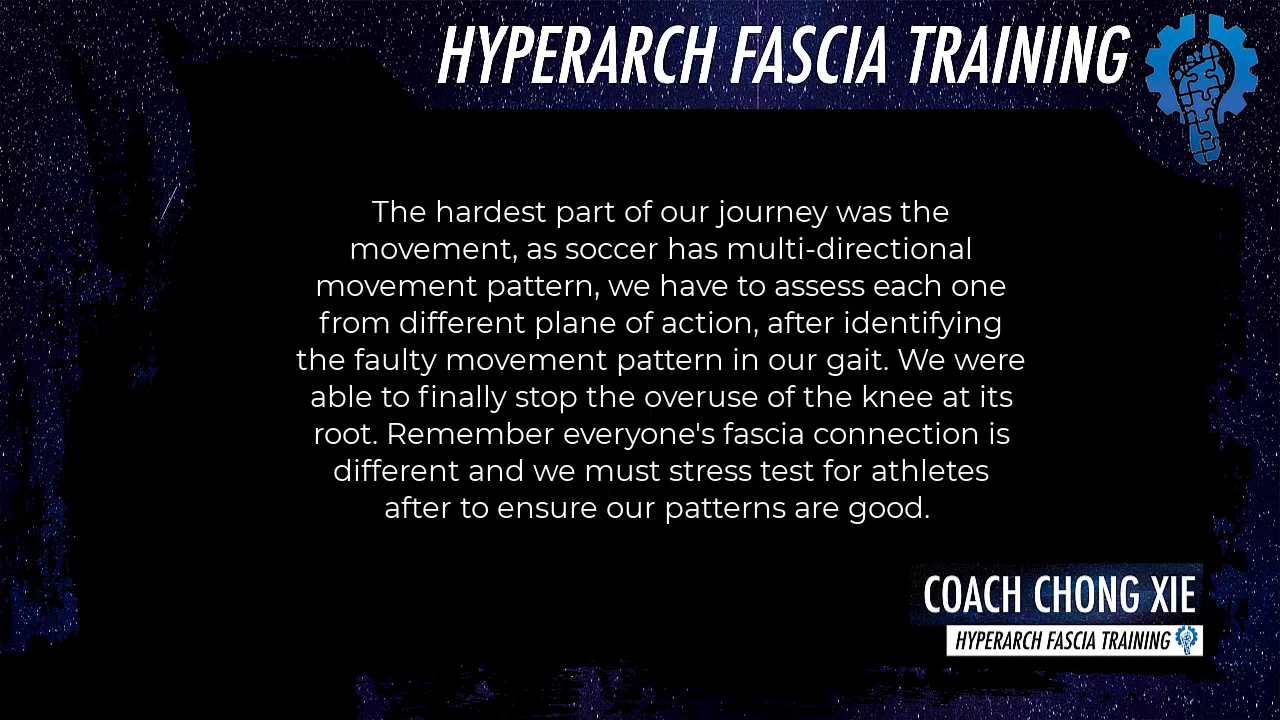 HYPERARCH FASCIA TRAINING
The hardest part of our journey was the
movement, as soccer has multi-directional
movement pattern, we have to assess each one
from different plane of action, after identifying
the faulty movement pattern in our gait. We were
able to finally stop the overuse of the knee at its
root. Remember everyone's fascia connection is
different and we must stress test for athletes
after to ensure our patterns are good.
COACH CHONG XIE
HYPERARCH FASCIA TRAINING